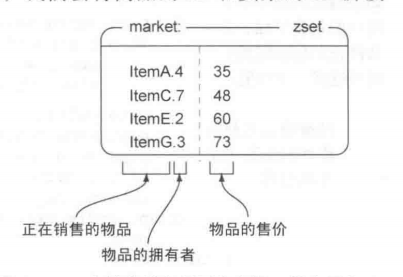 market: zset
ItemA.4 35
ItemC.7 48
ItemE.2 60
ItemG.3 73
正在销售的物品 物品的售价
物品的拥有者